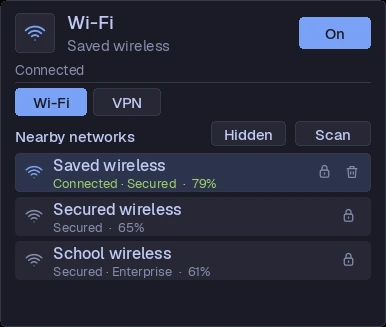 Wi-Fi
Saved wireless
On
Connected
Wi-Fi
VPN
Nearby networks
Hidden
Scan
Saved wireless
Connected · Secured · 79%
Secured wireless
Secured · 65%
School wireless
Secured · Enterprise · 61%